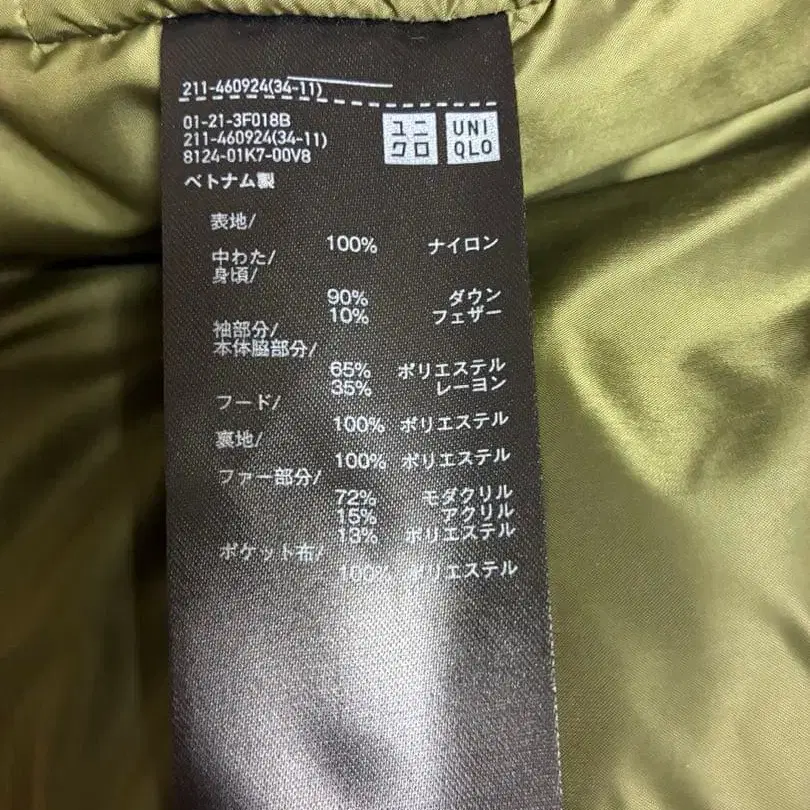 211-460924(34-11)
01-21-3F018B
211-460924(34-11)
8124-01K7-00V8
ユニ
クロ
UNI
QLO
ベトナム製
表地/
100% ナイロン
中わた/
身頃/
90% ダウン
10% フェザー
袖部分/
本体脇部分/
65% ポリエステル
35% レーヨン
フード/
100% ポリエステル
裏地/
100% ポリエステル
ファー部分/
72% モダクリル
15% アクリル
13% ポリエステル
ポケット布/
100% ポリエステル